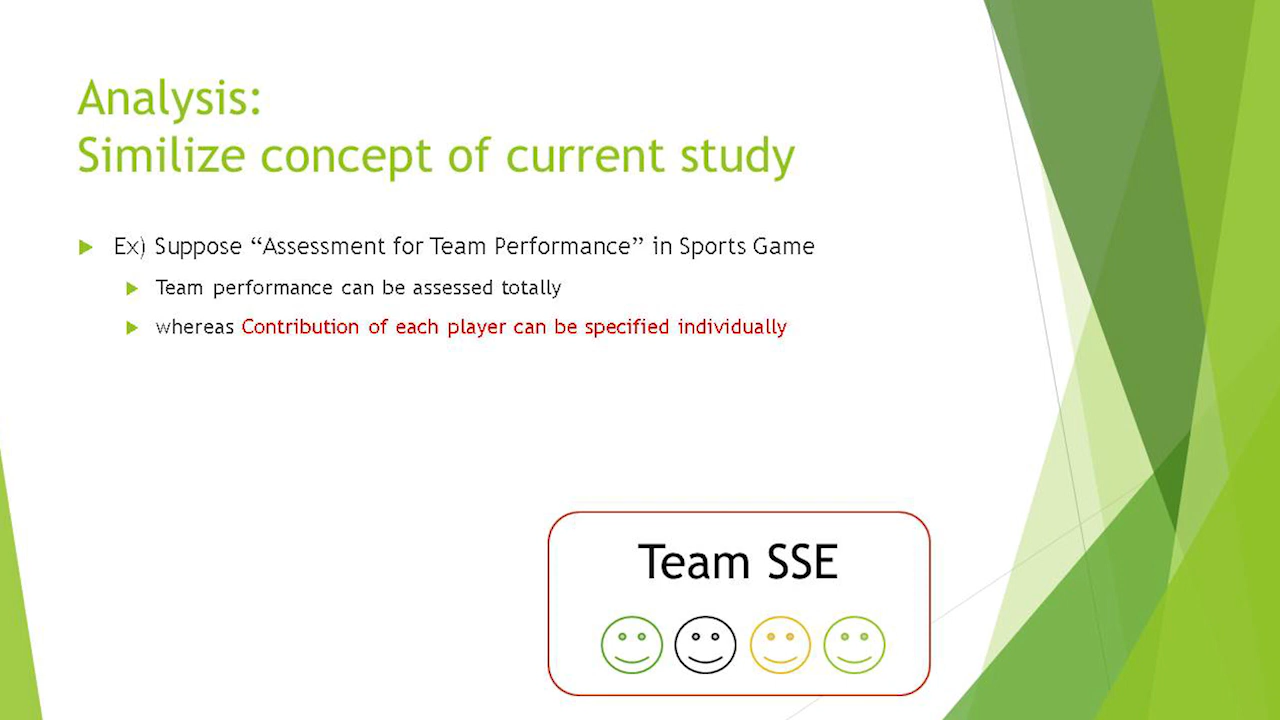 Analysis:
Similize concept of current study
Ex) Suppose “Assessment for Team Performance” in Sports Game
Team performance can be assessed totally
whereas Contribution of each player can be specified individually
Team SSE